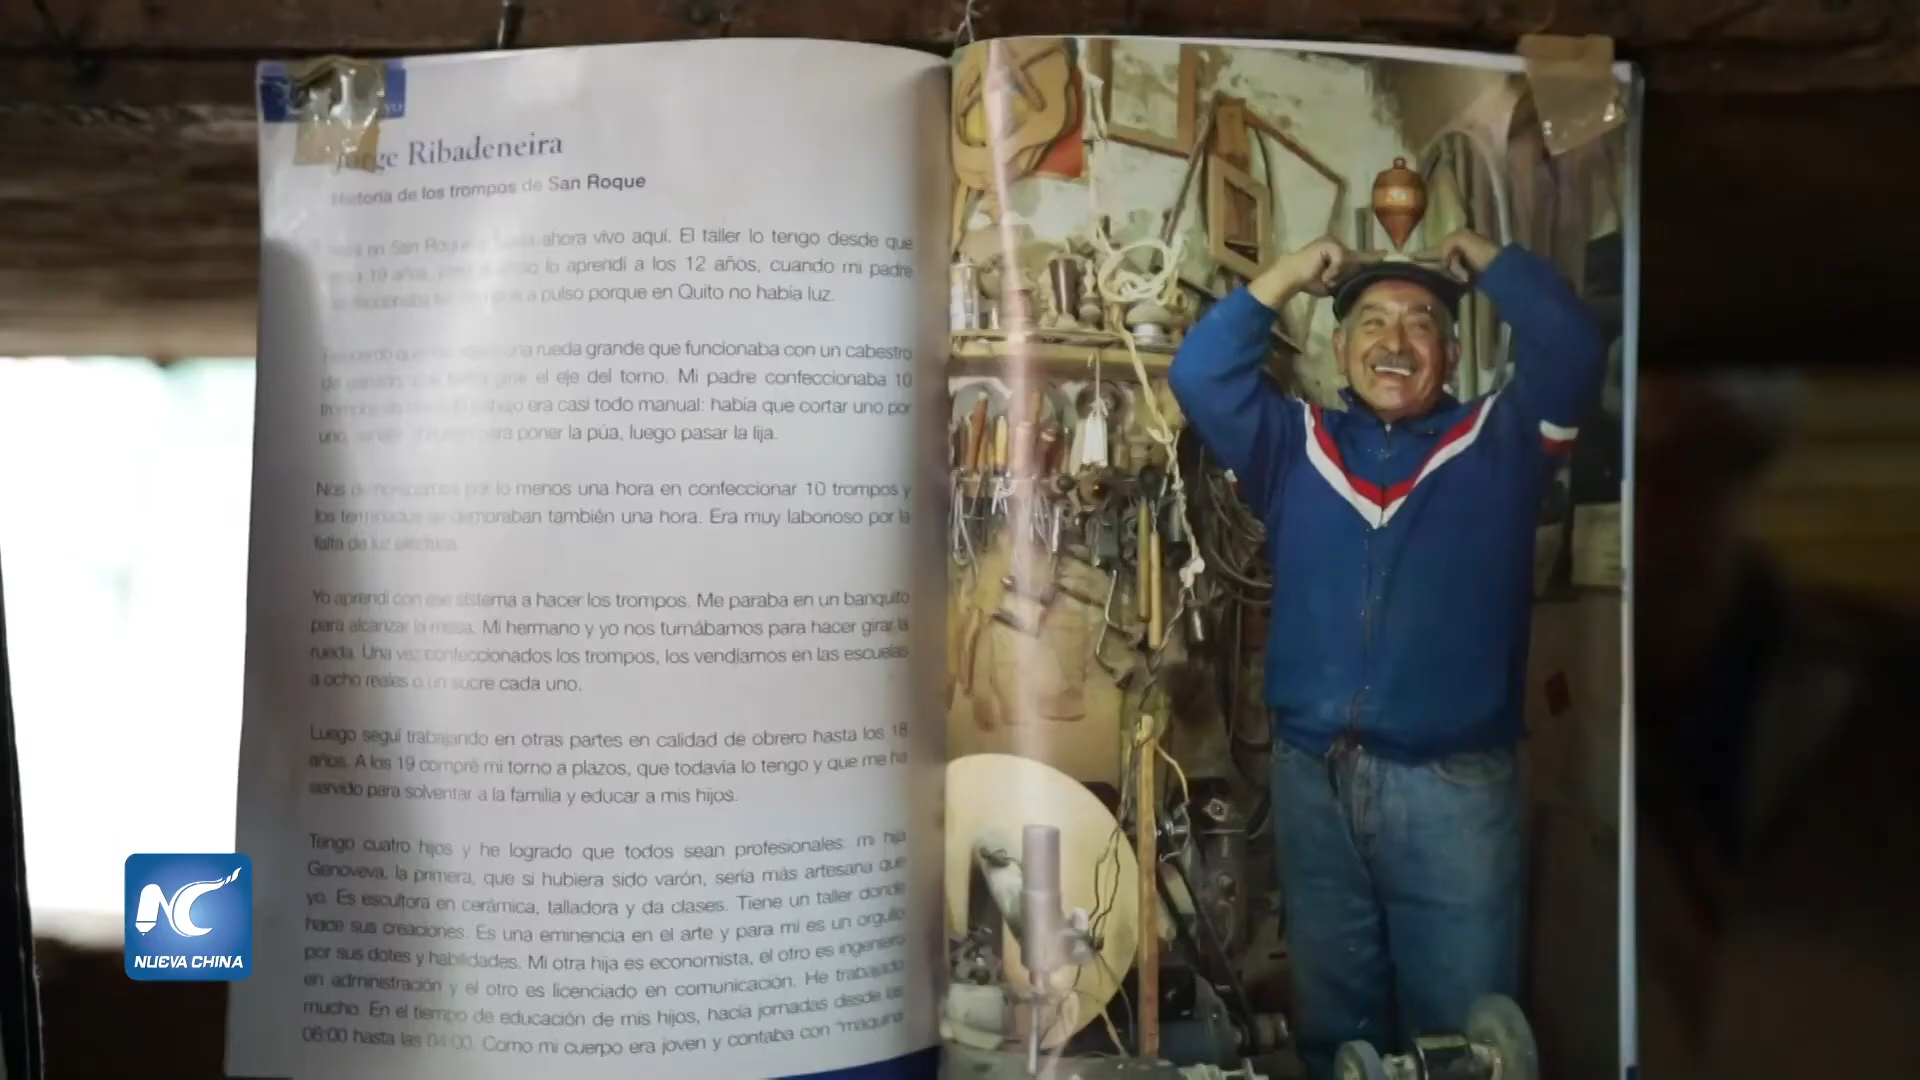 Jorge Ribadeneira
Historia de los trompos de San Roque
en San Roque ahora vivo aquí. El taller lo tengo desde que
19 años, lo aprendí a los 12 años, cuando mi padre
a pulso porque en Quito no había luz.
una rueda grande que funcionaba con un cabestro
el eje del torno. Mi padre confeccionaba 10
era casi todo manual: había que cortar uno por
uno, para poner la púa, luego pasar la lija.
Nos por lo menos una hora en confeccionar 10 trompos y
los terminados se demoraban también una hora. Era muy laborioso por la
falta de luz eléctrica.
Yo aprendí con ese sistema a hacer los trompos. Me paraba en un banquito
para alcanzar la mesa. Mi hermano y yo nos turnábamos para hacer girar la
rueda. Una vez confeccionados los trompos, los vendíamos en las escuelas
a ocho reales o un sucre cada uno.
Luego seguí trabajando en otras partes en calidad de obrero hasta los 18
años. A los 19 compré mi torno a plazos, que todavía lo tengo y que me ha
servido para solventar a la familia y educar a mis hijos.
Tengo cuatro hijos y he logrado que todos sean profesionales: mi hija
Genoveva, la primera, que si hubiera sido varón, sería más artesana que
yo. Es escultora en cerámica, talladora y da clases. Tiene un taller donde
hace sus creaciones. Es una eminencia en el arte y para mí es un orgullo
por sus dotes y habilidades. Mi otra hija es economista, el otro es ingeniero
en administración y el otro es licenciado en comunicación. He trabajado
mucho. En el tiempo de educación de mis hijos, hacía jornadas desde las
06:00 hasta las 04:00. Como mi cuerpo era joven y contaba con "máquina
NC
NUEVA CHINA